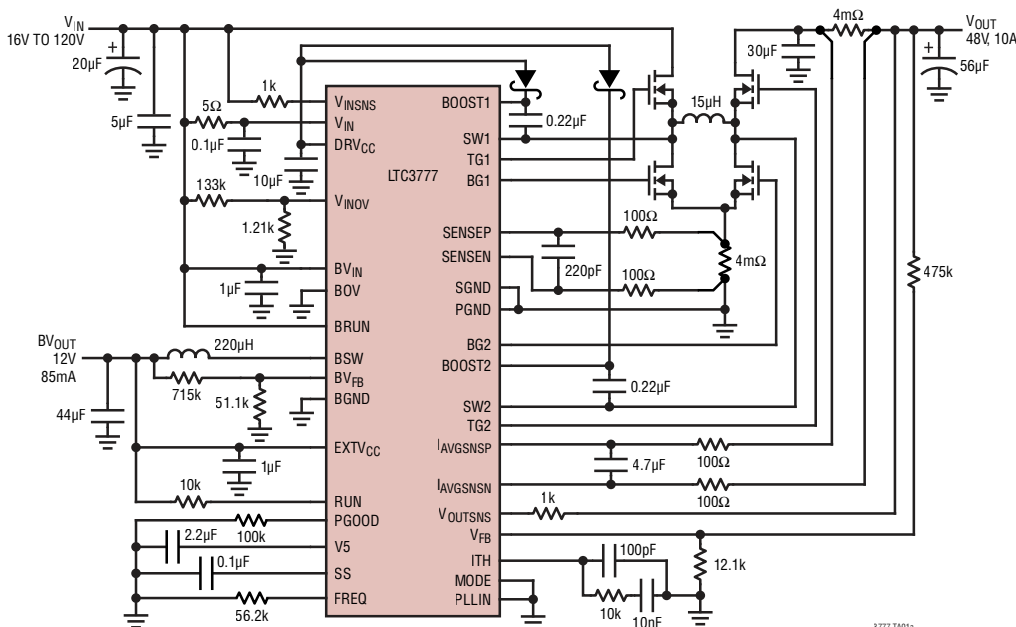 VIN
16V TO 120V
20µF
5µF
1k
5Ω
0.1µF
10µF
133k
1.21k
1µF
BVOUT
12V
85mA
220µH
715k
51.1k
44µF
1µF
10k
100k
2.2µF
0.1µF
56.2k
VINSNS
VIN
DRVCC
VINOV
BVIN
BOV
BRUN
BSW
BVFB
BGND
EXTVCC
RUN
PGOOD
V5
SS
FREQ
LTC3777
BOOST1
SW1
TG1
BG1
SENSEP
SENSEN
SGND
PGND
BG2
BOOST2
SW2
TG2
IAVGSNSP
IAVGSNSN
VOUTSNS
VFB
ITH
MODE
PLLIN
0.22µF
15µH
100Ω
220pF
100Ω
4mΩ
0.22µF
4.7µF
100Ω
100Ω
1k
100pF
10k
10nF
12.1k
30µF
4mΩ
VOUT
48V, 10A
56µF
475k
3777 TA01a